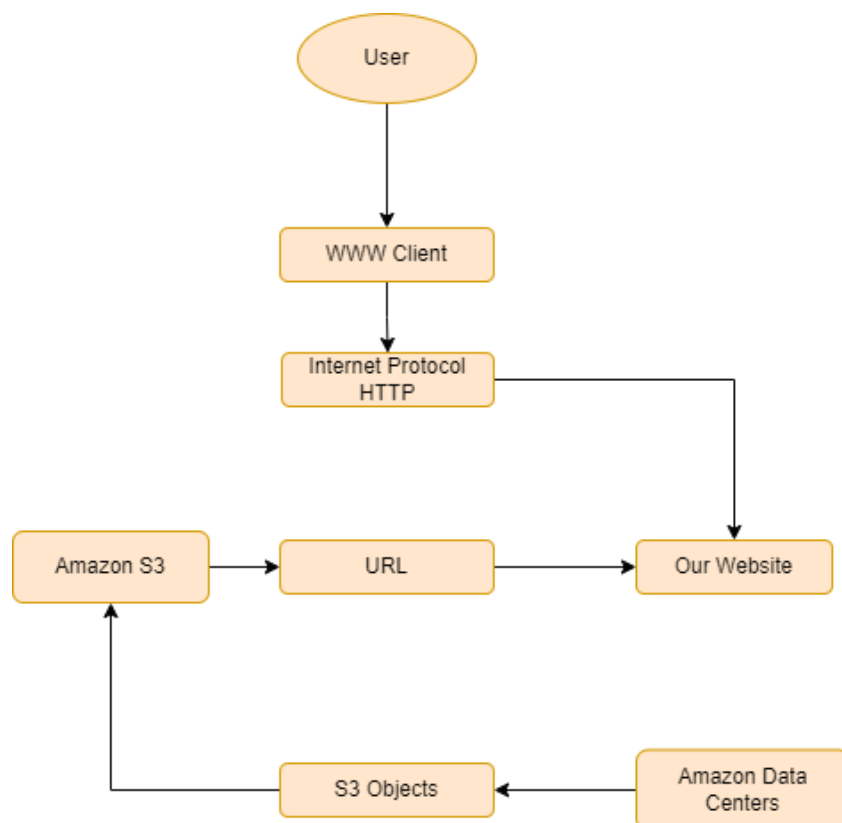 User
WWW Client
Internet Protocol
HTTP
Amazon S3
URL
Our Website
S3 Objects
Amazon Data
Centers